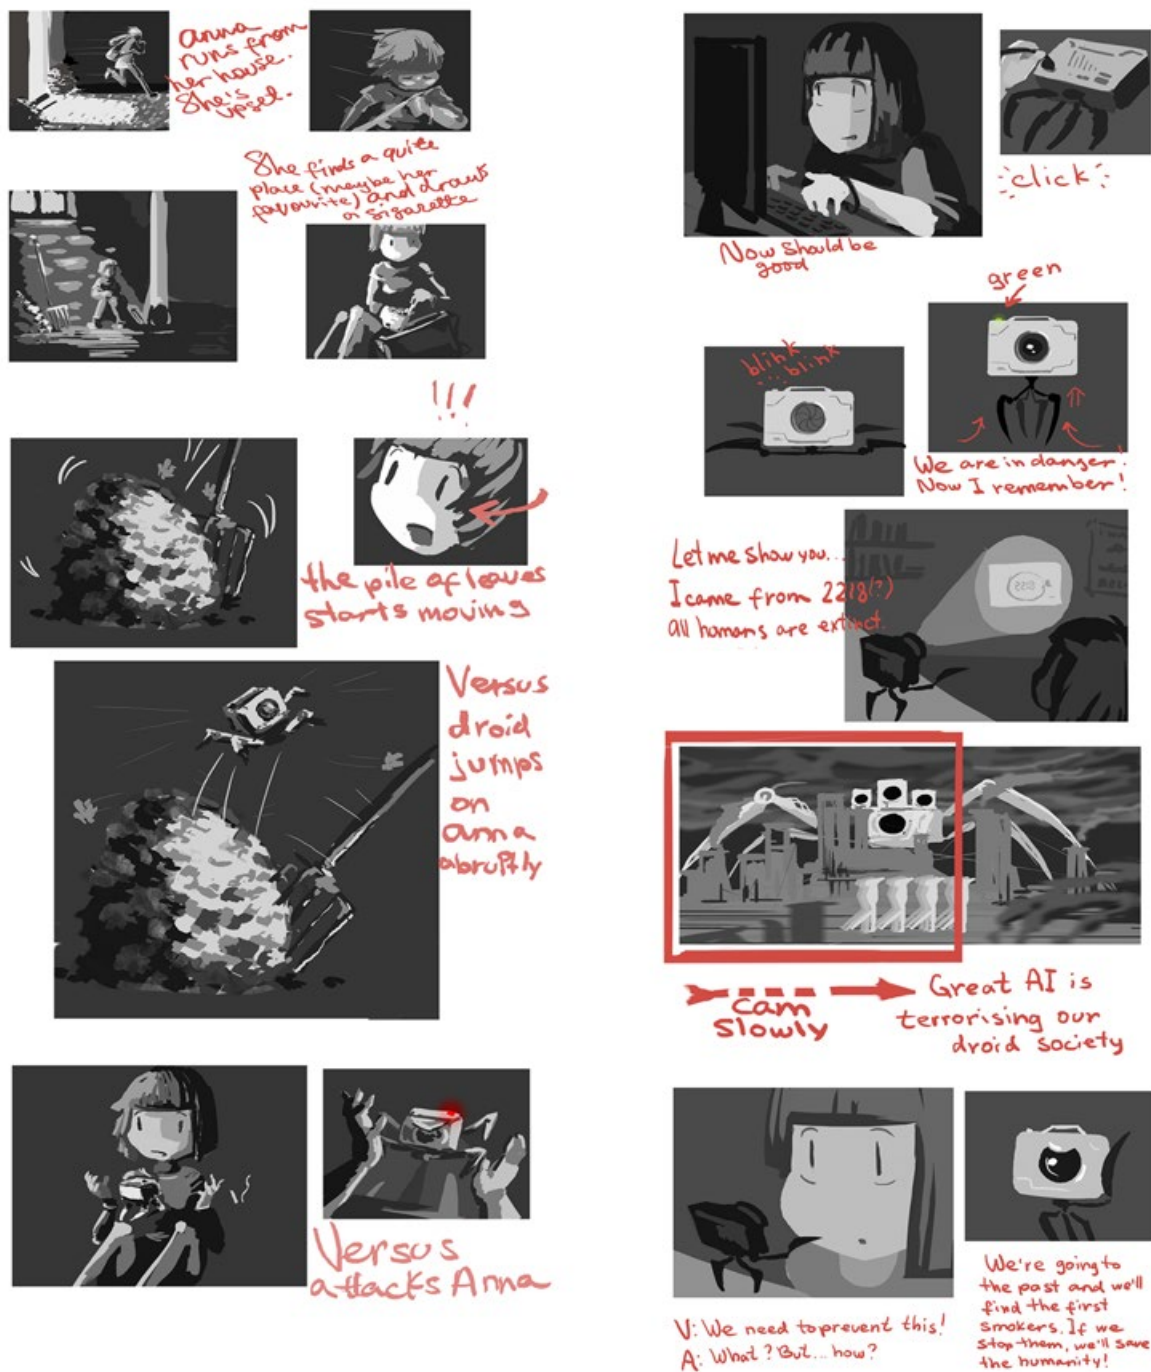 anna
runs from
her house.
She's
upset.
She finds a quite
place (maybe her
favourite) and draws
a sigarette
!!!
the pile of leaves
starts moving
Versus
droid
jumps
on
anna
abruptly
Versus
attacks Anna
Now should be
good
click
green
blink
blink
We are in danger!
Now I remember!
Let me show you...
I came from 2218(?)
all humans are extinct.
cam
slowly
Great AI is
terrorising our
droid society
V: We need to prevent this!
A: What? But... how?
We're going to
the past and we'll
find the first
smokers. If we
stop them, we'll save
the humanity!